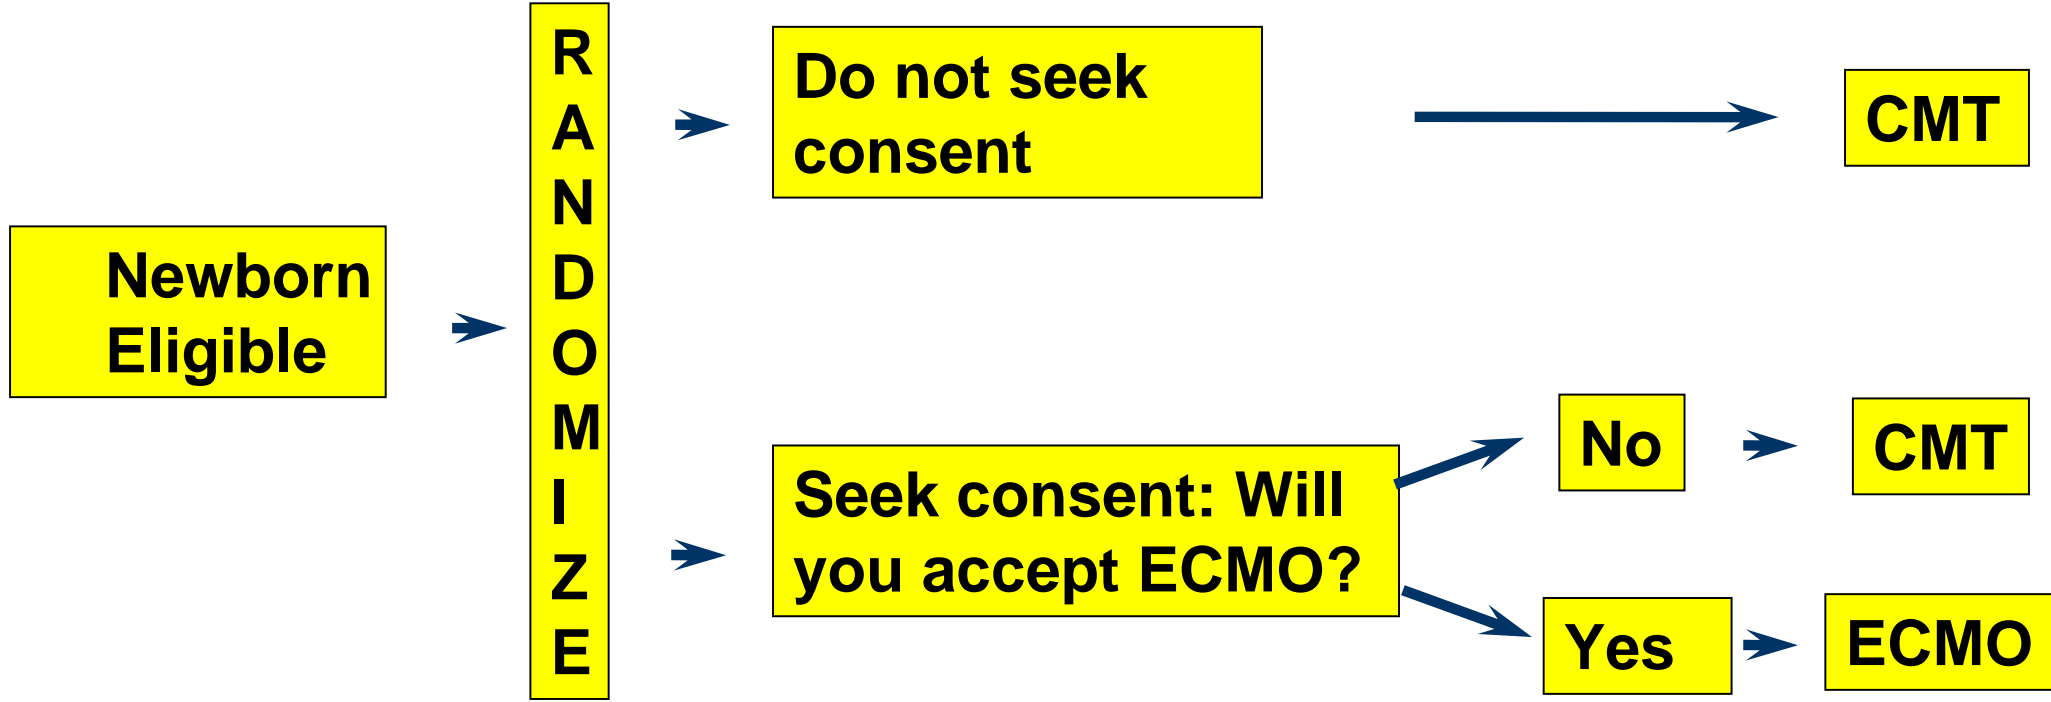 Newborn
Eligible
R
A
N
D
O
M
I
Z
E
Do not seek
consent
CMT
Seek consent: Will
you accept ECMO?
No
CMT
Yes
ECMO